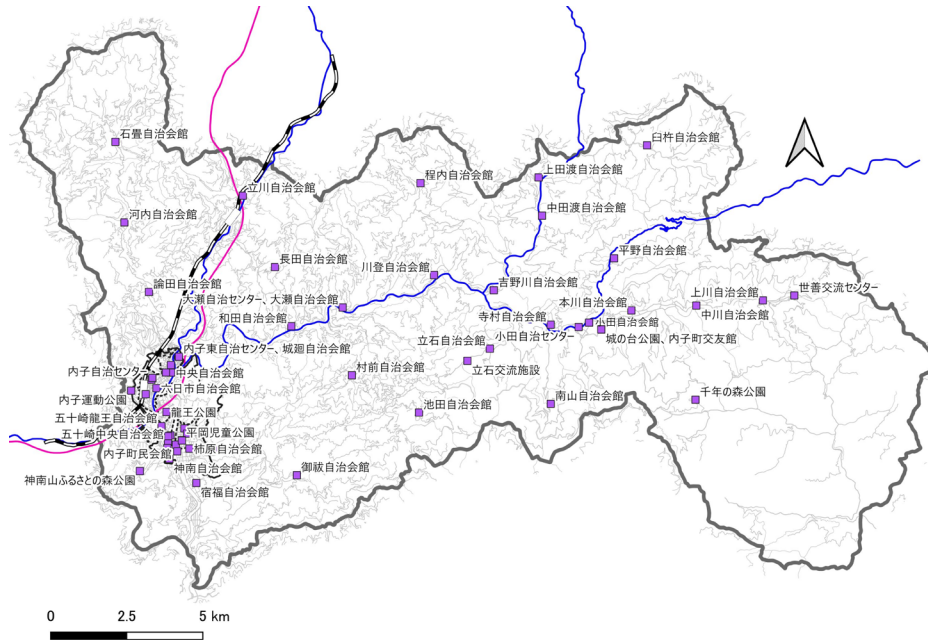 石畳自治会館
臼杵自治会館
上田渡自治会館
程内自治会館
立川自治会館
中田渡自治会館
河内自治会館
平野自治会館
長田自治会館
川登自治会館
論田自治会館
吉野川自治会館
世善交流センター
大瀬自治センター、大瀬自治会館
本川自治会館
上川自治会館
中川自治会館
和田自治会館
寺村自治会館
小田自治会館
小田自治センター
城の台公園、内子町交友館
立石自治会館
内子東自治センター、城廻自治会館
立石交流施設
内子自治センター
中央自治会館
村前自治会館
六日市自治会館
内子運動公園
千年の森公園
池田自治会館
南山自治会館
龍王公園
五十崎龍王自治会館
五十崎中央自治会館
平岡児童公園
内子町民会館
柿原自治会館
神南自治会館
御祓自治会館
神南山ふるさとの森公園
宿福自治会館
0 2.5 5 km